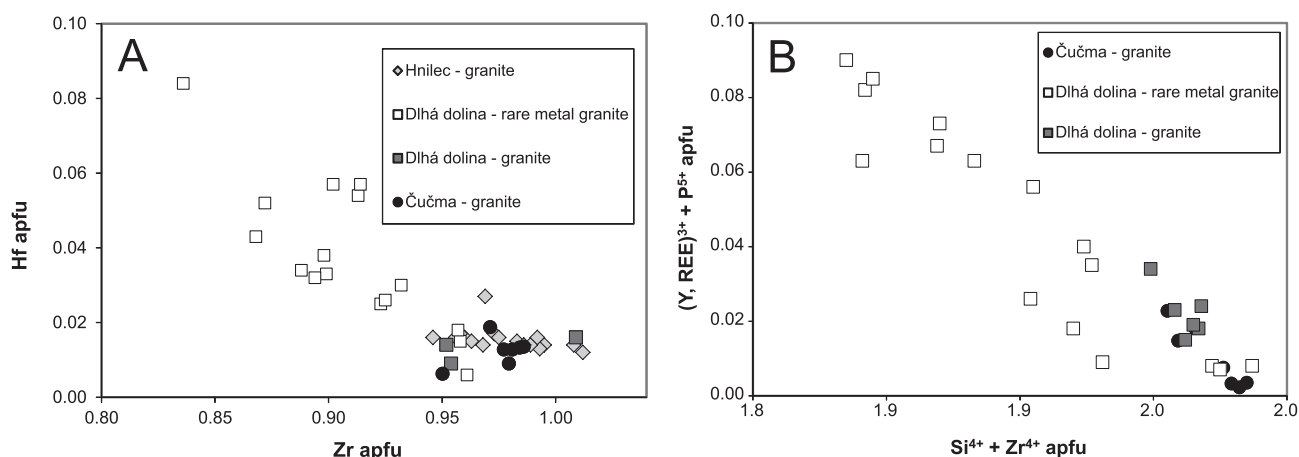 A
0.10
0.08
0.06
0.04
0.02
0.00
Hf apfu
0.80
0.85
0.90
0.95
1.00
Zr apfu
Hnilec - granite
Dlhá dolina - rare metal granite
Dlhá dolina - granite
Čučma - granite
B
0.10
0.08
0.06
0.04
0.02
0.00
(Y, REE)³⁺ + P⁵⁺ apfu
1.8
1.9
1.9
2.0
2.0
Si⁴⁺ + Zr⁴⁺ apfu
Čučma - granite
Dlhá dolina - rare metal granite
Dlhá dolina - granite